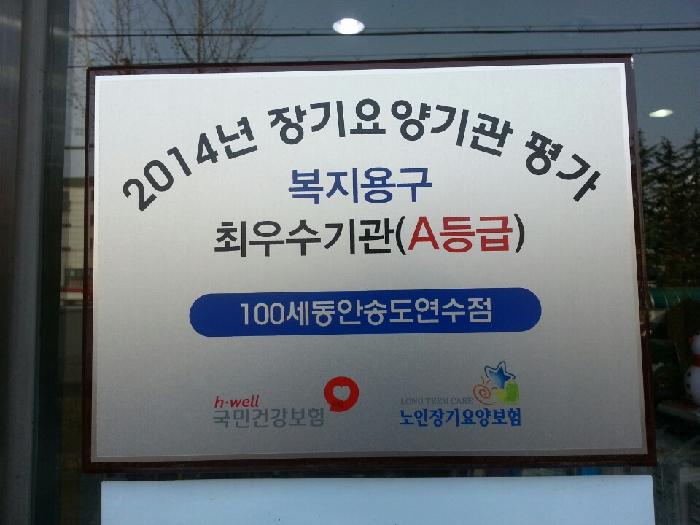 2014년 장기요양기관 평가
복지용구
최우수기관(A등급)
100세동안송도연수점
h·well
국민건강보험
LONG TREM CARE
노인장기요양보험